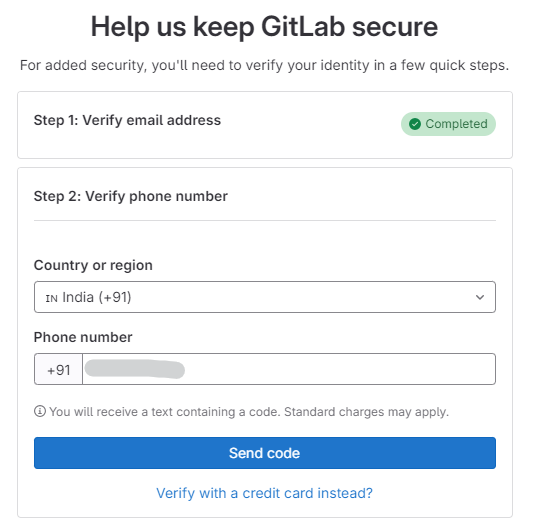 Help us keep GitLab secure
For added security, you'll need to verify your identity in a few quick steps.
Step 1: Verify email address
Completed
Step 2: Verify phone number
Country or region
IN India (+91)
Phone number
+91
You will receive a text containing a code. Standard charges may apply.
Send code
Verify with a credit card instead?